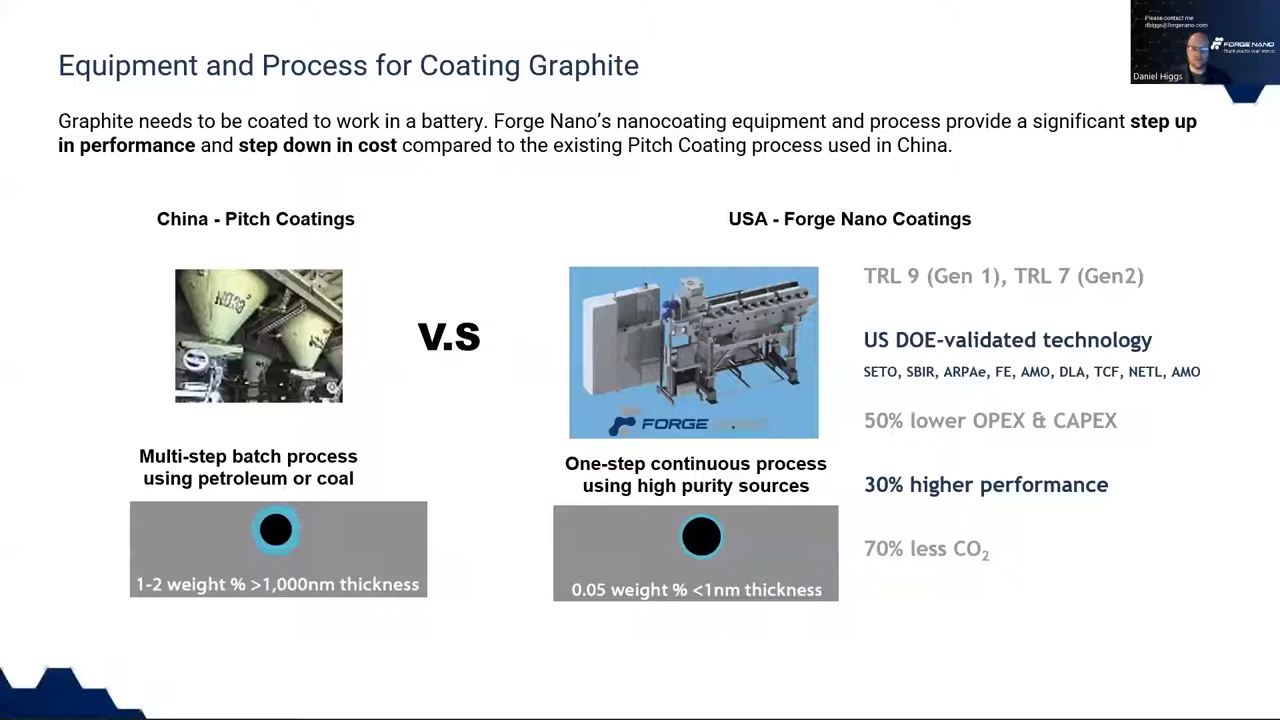 Please contact me
dbiggs@forgenano.com
FORGE NANO
Daniel Higgs
Equipment and Process for Coating Graphite
Graphite needs to be coated to work in a battery. Forge Nano’s nanocoating equipment and process provide a significant step up
in performance and step down in cost compared to the existing Pitch Coating process used in China.
China - Pitch Coatings
USA - Forge Nano Coatings
V.S
FORGE
Multi-step batch process
using petroleum or coal
1-2 weight % >1,000nm thickness
One-step continuous process
using high purity sources
0.05 weight % <1nm thickness
TRL 9 (Gen 1), TRL 7 (Gen2)
US DOE-validated technology
SETO, SBIR, ARPAe, FE, AMO, DLA, TCF, NETL, AMO
50% lower OPEX & CAPEX
30% higher performance
70% less CO₂